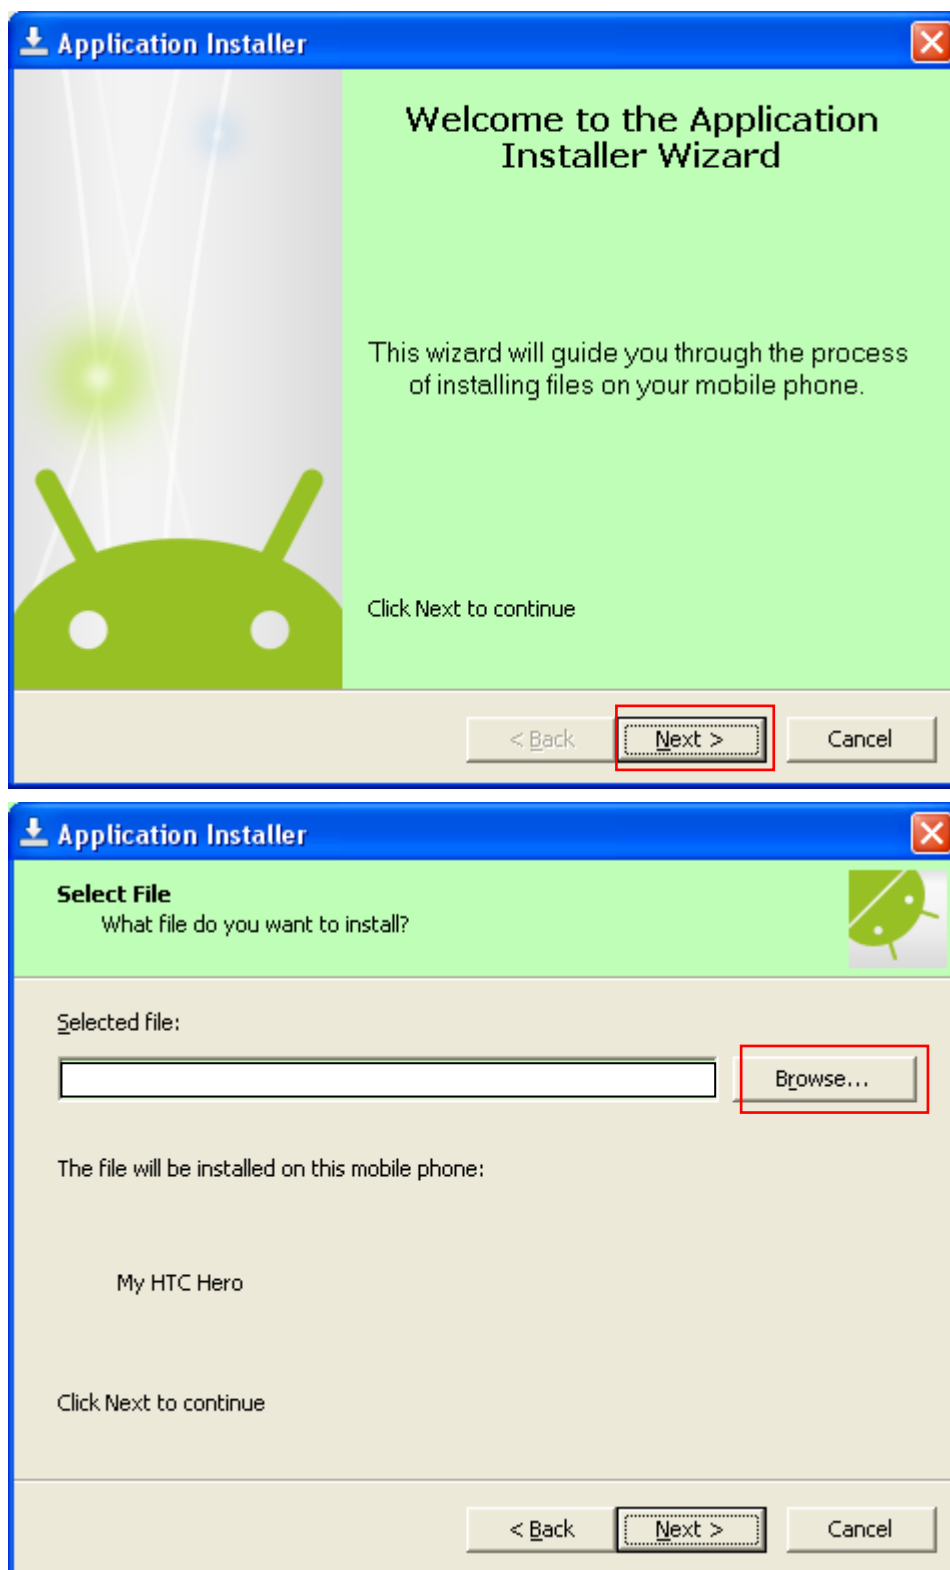 Application Installer
Welcome to the Application
Installer Wizard
This wizard will guide you through the process
of installing files on your mobile phone.
Click Next to continue
< Back Next > Cancel
Application Installer
Select File
What file do you want to install?
Selected file:
Browse...
The file will be installed on this mobile phone:
My HTC Hero
Click Next to continue
< Back Next > Cancel